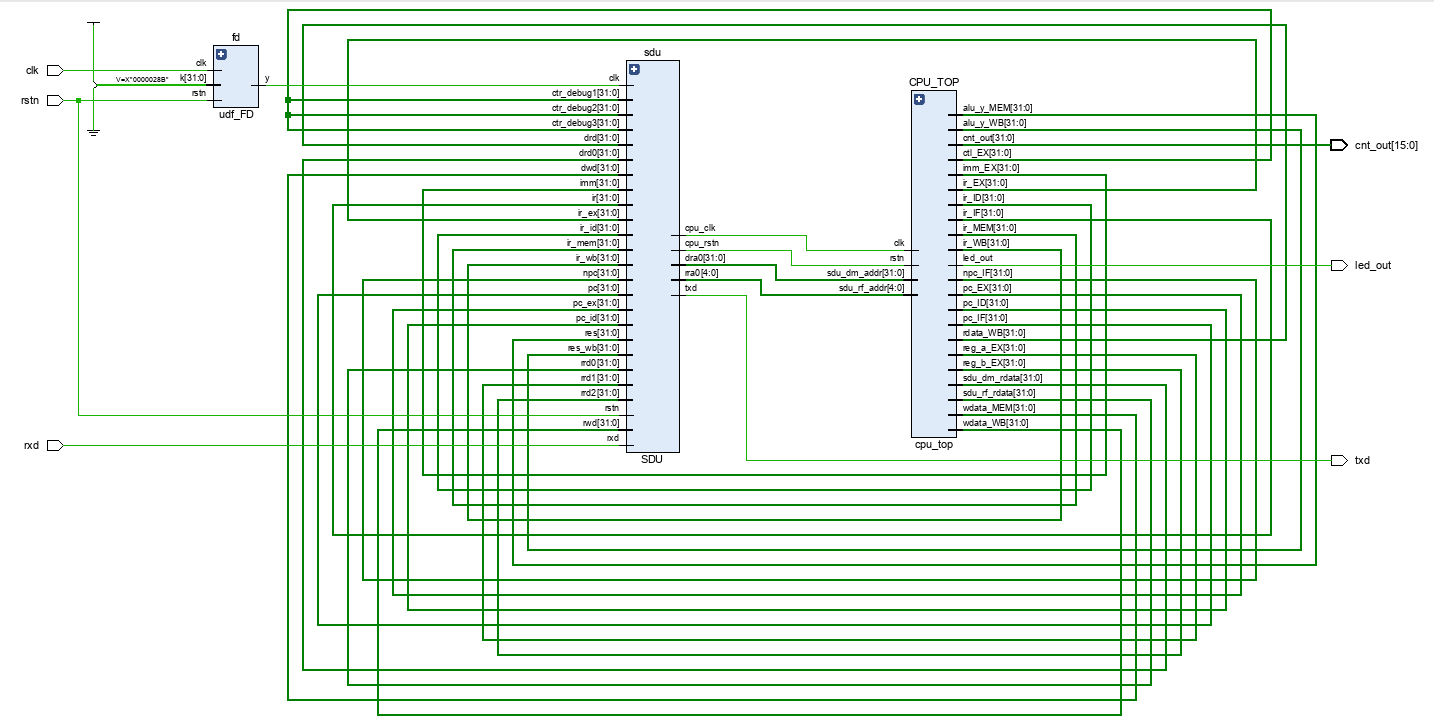 fd
clk
k[31:0]
rstn
V=X"0000028B"
y
udf_FD
clk
rstn
rxd
sdu
clk
ctr_debug1[31:0]
ctr_debug2[31:0]
ctr_debug3[31:0]
drd[31:0]
drd0[31:0]
dwd[31:0]
imm[31:0]
ir[31:0]
ir_ex[31:0]
ir_id[31:0]
ir_mem[31:0]
ir_wb[31:0]
npc[31:0]
pc[31:0]
pc_ex[31:0]
pc_id[31:0]
res[31:0]
res_wb[31:0]
rrd0[31:0]
rrd1[31:0]
rrd2[31:0]
rstn
rwd[31:0]
rxd
cpu_clk
cpu_rstn
dra0[31:0]
rra0[4:0]
txd
SDU
CPU_TOP
clk
rstn
sdu_dm_addr[31:0]
sdu_rf_addr[4:0]
alu_y_MEM[31:0]
alu_y_WB[31:0]
cnt_out[31:0]
ctl_EX[31:0]
imm_EX[31:0]
ir_EX[31:0]
ir_ID[31:0]
ir_IF[31:0]
ir_MEM[31:0]
ir_WB[31:0]
led_out
npc_IF[31:0]
pc_EX[31:0]
pc_ID[31:0]
pc_IF[31:0]
rdata_WB[31:0]
reg_a_EX[31:0]
reg_b_EX[31:0]
sdu_dm_rdata[31:0]
sdu_rf_rdata[31:0]
wdata_MEM[31:0]
wdata_WB[31:0]
cpu_top
cnt_out[15:0]
led_out
txd